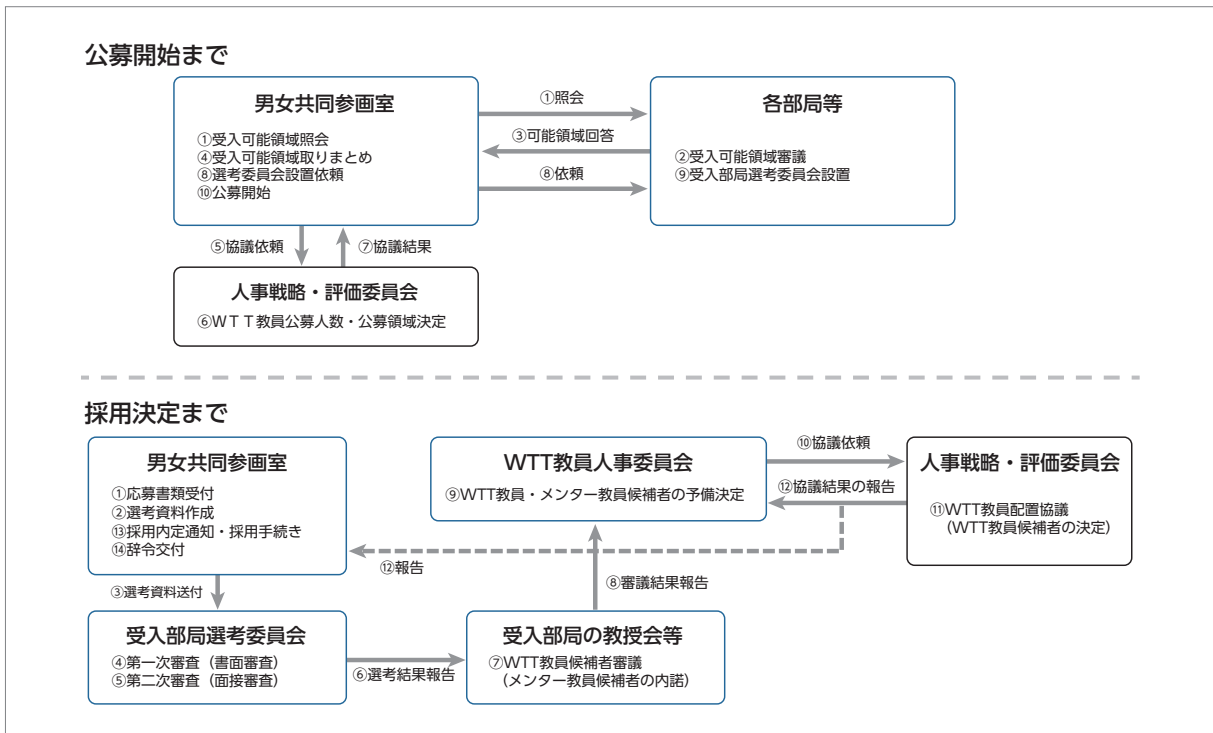 公募開始まで
男女共同参画室
①受入可能領域照会
④受入可能領域取りまとめ
⑧選考委員会設置依頼
⑩公募開始
①照会
③可能領域回答
⑧依頼
各部局等
②受入可能領域審議
⑨受入部局選考委員会設置
⑤協議依頼
⑦協議結果
人事戦略・評価委員会
⑥WTT教員公募人数・公募領域決定
採用決定まで
男女共同参画室
①応募書類受付
②選考資料作成
⑬採用内定通知・採用手続き
⑭辞令交付
WTT教員人事委員会
⑨WTT教員・メンター教員候補者の予備決定
⑩協議依頼
⑫協議結果の報告
人事戦略・評価委員会
⑪WTT教員配置協議
(WTT教員候補者の決定)
⑫報告
③選考資料送付
⑧審議結果報告
受入部局選考委員会
④第一次審査（書面審査）
⑤第二次審査（面接審査）
⑥選考結果報告
受入部局の教授会等
⑦WTT教員候補者審議
(メンター教員候補者の内諾)